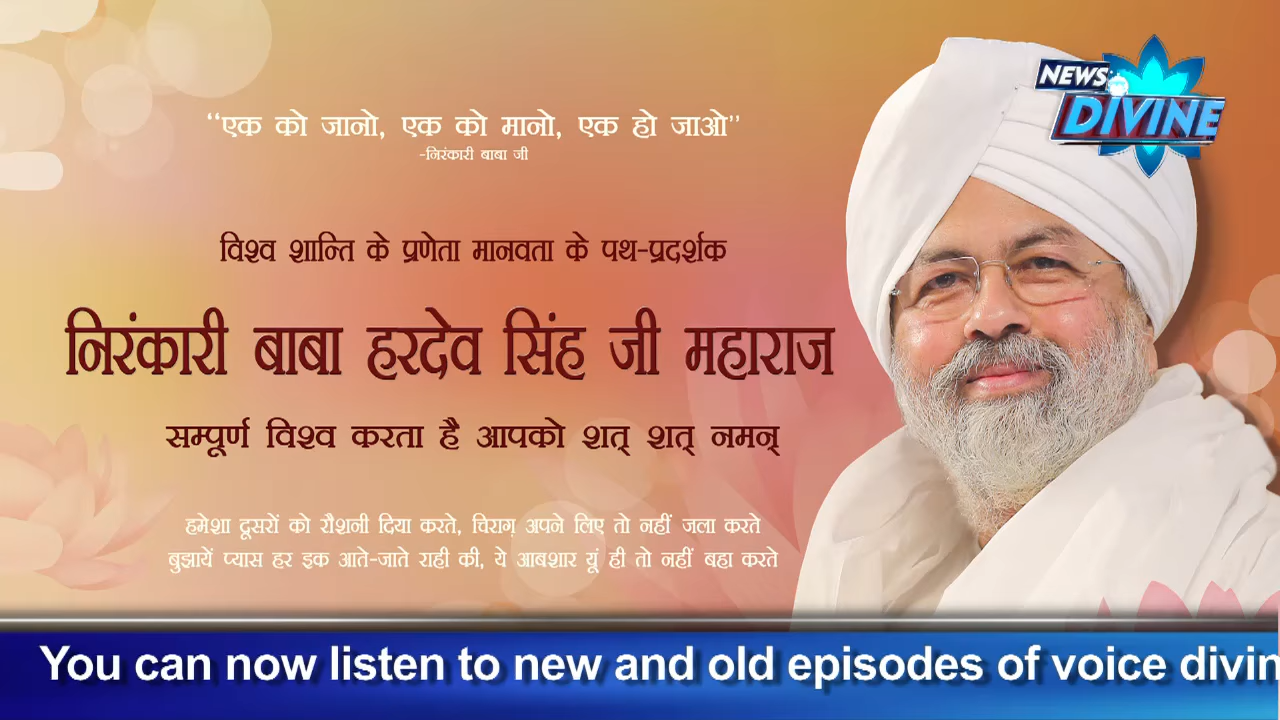 NEWS
DIVINE
“एक को जानो, एक को मानो, एक हो जाओ”
-निरंकारी बाबा जी
विश्व शान्ति के प्रणेता मानवता के पथ-प्रदर्शक
निरंकारी बाबा हरदेव सिंह जी महाराज
सम्पूर्ण विश्व करता है आपको शत् शत् नमन्
हमेशा दूसरों को रौशनी दिया करते, चिराग़ अपने लिए तो नहीं जला करते
बुझायें प्यास हर इक आते-जाते राही की, ये आबशार यूं ही तो नहीं बहा करते
You can now listen to new and old episodes of voice divin